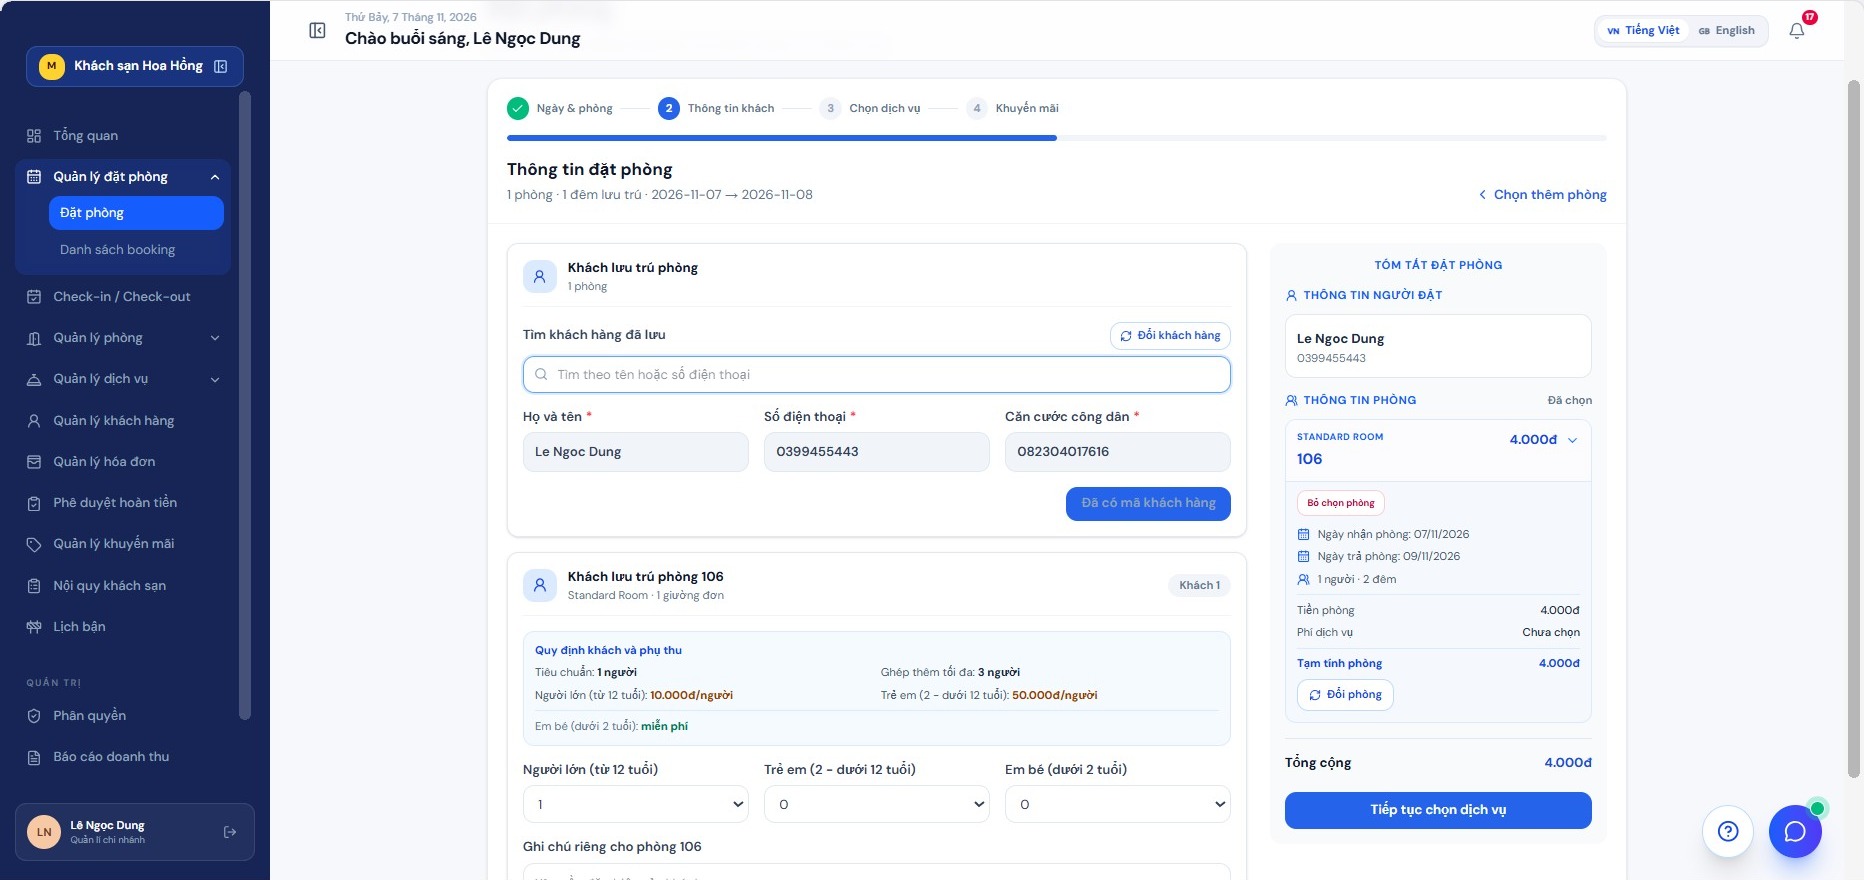 M Khách sạn Hoa Hồng
Tổng quan
Quản lý đặt phòng
Đặt phòng
Danh sách booking
Check-in / Check-out
Quản lý phòng
Quản lý dịch vụ
Quản lý khách hàng
Quản lý hóa đơn
Phê duyệt hoàn tiền
Quản lý khuyến mãi
Nội quy khách sạn
Lịch bận
QUẢN TRỊ
Phân quyền
Báo cáo doanh thu
LN Lê Ngọc Dung
Quản lí chi nhánh
Thứ Bảy, 7 Tháng 11, 2026
Chào buổi sáng, Lê Ngọc Dung
VN Tiếng Việt GB English 17
Ngày & phòng 2 Thông tin khách 3 Chọn dịch vụ 4 Khuyến mãi
Thông tin đặt phòng
1 phòng · 1 đêm lưu trú · 2026-11-07 → 2026-11-08
Chọn thêm phòng
Khách lưu trú phòng
1 phòng
Tìm khách hàng đã lưu Đổi khách hàng
Tìm theo tên hoặc số điện thoại
Họ và tên * Số điện thoại * Căn cước công dân *
Le Ngoc Dung 0399455443 082304017616
Đã có mã khách hàng
Khách lưu trú phòng 106
Standard Room · 1 giường đơn
Khách 1
Quy định khách và phụ thu
Tiêu chuẩn: 1 người Ghép thêm tối đa: 3 người
Người lớn (từ 12 tuổi): 10.000đ/người Trẻ em (2 - dưới 12 tuổi): 50.000đ/người
Em bé (dưới 2 tuổi): miễn phí
Người lớn (từ 12 tuổi) Trẻ em (2 - dưới 12 tuổi) Em bé (dưới 2 tuổi)
1 0 0
Ghi chú riêng cho phòng 106
TÓM TẮT ĐẶT PHÒNG
THÔNG TIN NGƯỜI ĐẶT
Le Ngoc Dung
0399455443
THÔNG TIN PHÒNG Đã chọn
STANDARD ROOM 4.000đ
106
Bỏ chọn phòng
Ngày nhận phòng: 07/11/2026
Ngày trả phòng: 09/11/2026
1 người · 2 đêm
Tiền phòng 4.000đ
Phí dịch vụ Chưa chọn
Tạm tính phòng 4.000đ
Đổi phòng
Tổng cộng 4.000đ
Tiếp tục chọn dịch vụ